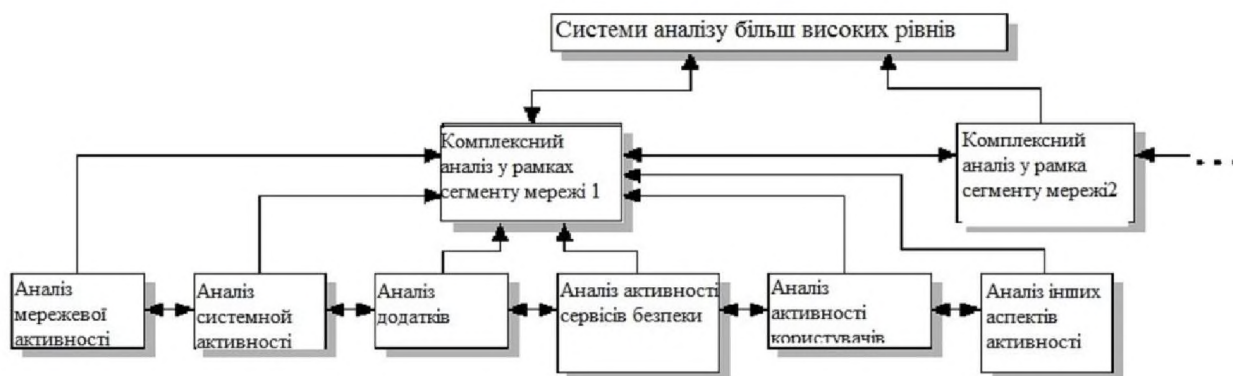 Системи аналізу більш високих рівнів
Комплексний
аналіз у рамках
сегменту мережі 1
Комплексний
аналіз у рамка
сегменту мережі2
Аналіз
мережевої
активності
Аналіз
системной
активності
Аналіз
додатків
Аналіз активності
сервісів безпеки
Аналіз
активності
користувачів
Аналіз інших
аспектів
активності